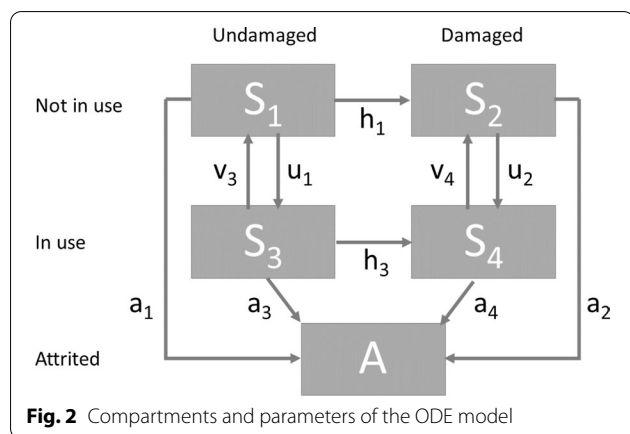 Undamaged Damaged
Not in use S1 h1 S2
v3 u1 v4 u2
In use S3 h3 S4
a1 a3 a4 a2
Attrited A
Fig. 2 Compartments and parameters of the ODE model